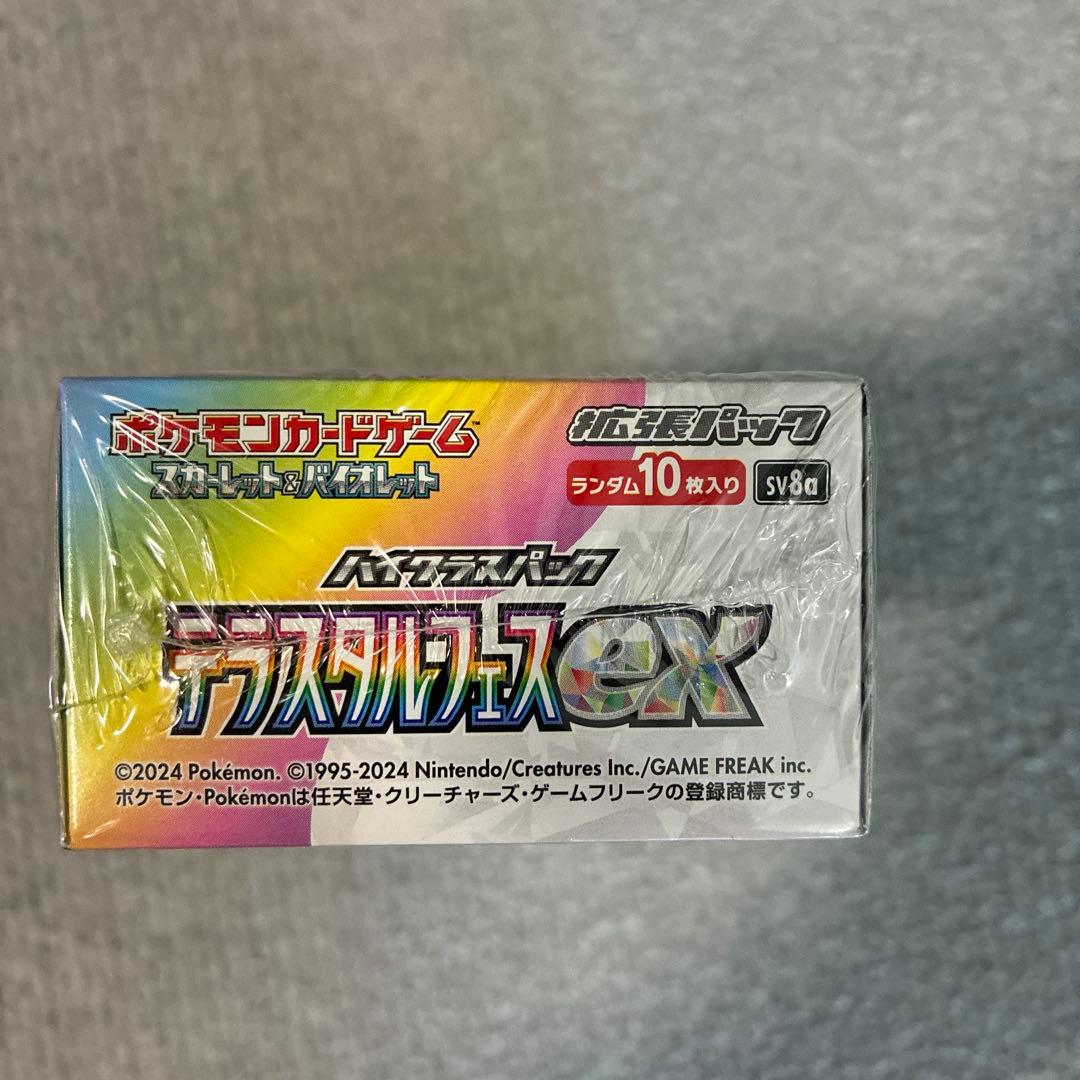 ポケモンカードゲーム™
スカーレット&バイオレット
拡張パック
ランダム10枚入り SV8a
ハイクラスパック
テラスタルフェスex
©2024 Pokémon. ©1995-2024 Nintendo/Creatures Inc./GAME FREAK inc.
ポケモン・Pokémonは任天堂・クリーチャーズ・ゲームフリークの登録商標です。